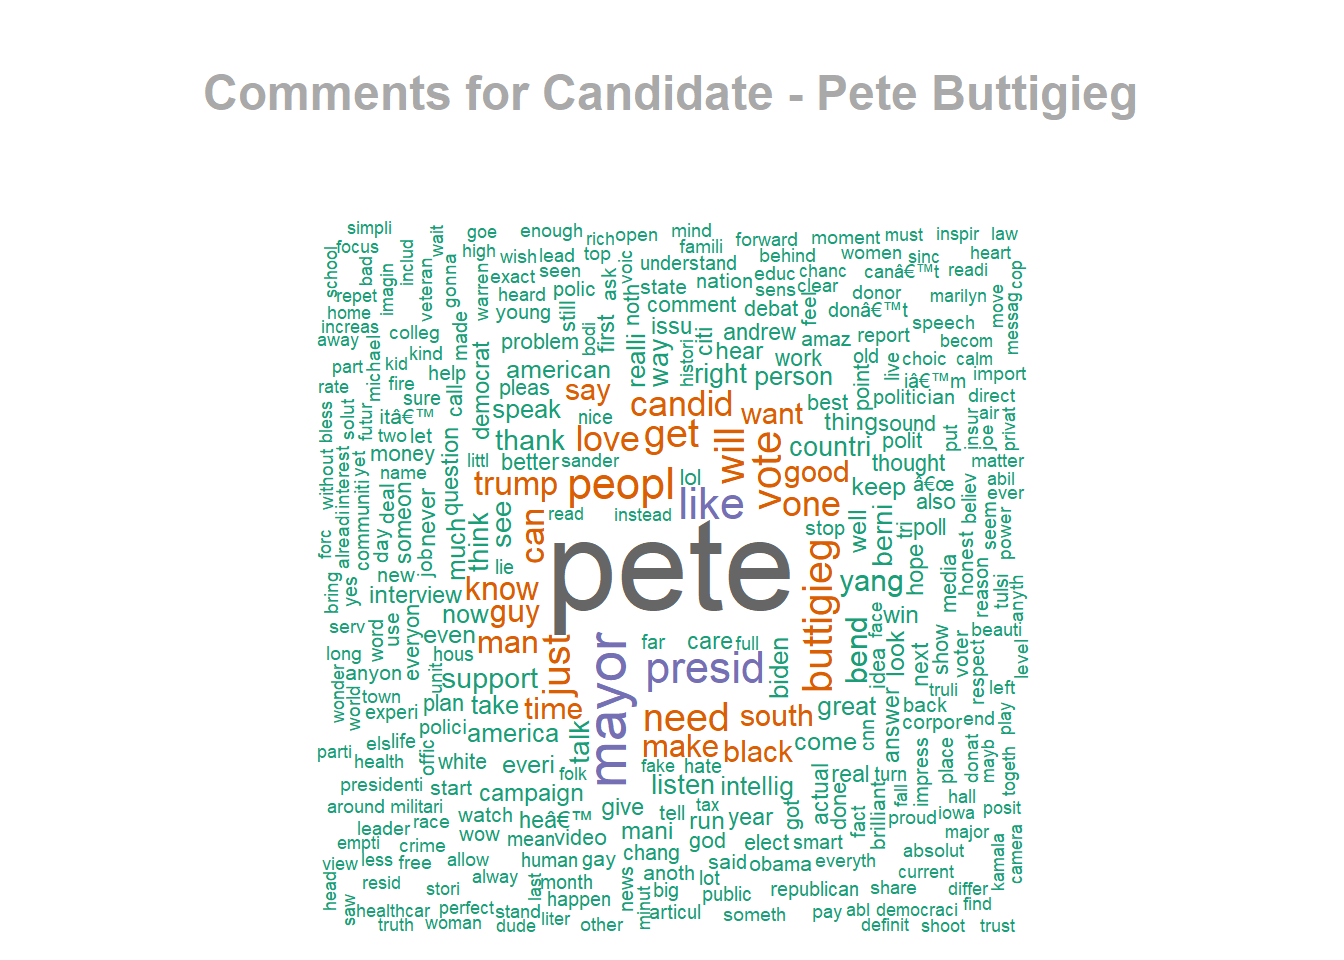 Comments for Candidate - Pete Buttigieg
simpli
goe
enough
rich
open
mind
famili
forward
moment
must
inspir
law
school
focus
bad
imagin
includ
wait
veteran
gonna
high
warren
wish
lead
top
voic
understand
behind
women
sinc
heart
exact
seen
heard
polic
ask
noth
state
nation
educ
sens
chanc
clear
canâ€™t
readi
cop
repet
home
increas
away
colleg
made
young
still
first
comment
debat
feel
donor
donâ€™t
marilyn
move
messag
problem
bodi
realli
way
issu
citi
andrew
amaz
report
speech
becom
part
michael
kid
kind
help
democrat
american
histori
hear
work
point
old
live
choic
calm
rate
fire
sure
call
pleas
say
right
person
iâ€™m
import
bless
solut
futur
itâ€™
speak
nice
candid
want
best
politician
direct
two
let
thank
love
get
will
vote
thing
sound
put
insur
joe
air
privat
without
interest
yet
money
question
littl
better
sander
countri
polit
thought
matter
name
trump
peopl
lol
good
keep
â€œ
abil
alreadi
communiti
day
deal
someon
never
job
much
think
see
can
read
instead
like
one
also
believ
ever
forc
stop
well
berni
tri
poll
honest
seem
power
bring
yes
new
interview
lie
know
pete
buttigieg
yang
hope
media
reason
tulsi
anyth
serv
word
use
everyon
now
guy
even
man
just
mayor
far
care
full
biden
bend
idea
face
win
look
next
show
voter
respect
beauti
level
long
anyon
hous
unit
support
presid
truli
left
wonder
world
town
experi
plan
take
time
need
south
great
answer
back
corpor
end
play
polici
america
talk
make
black
come
cnn
parti
els
life
offic
health
white
everi
folk
fake
hate
real
turn
impress
place
donat
mayb
togeth
presidenti
start
campaign
listen
intellig
actual
done
fall
hall
around
militari
watch
heâ€™
give
tell
tax
run
year
got
fact
brilliant
proud
iowa
posit
leader
race
wow
mean
video
mani
god
elect
smart
major
empti
crime
chang
absolut
kamala
camera
view
less
free
allow
human
gay
said
obama
everyth
current
head
resid
stori
alway
last
month
news
anoth
big
lot
public
republican
share
differ
saw
healthcar
perfect
stand
happen
minut
articul
someth
pay
abl
democraci
find
truth
woman
dude
liter
other
definit
shoot
trust